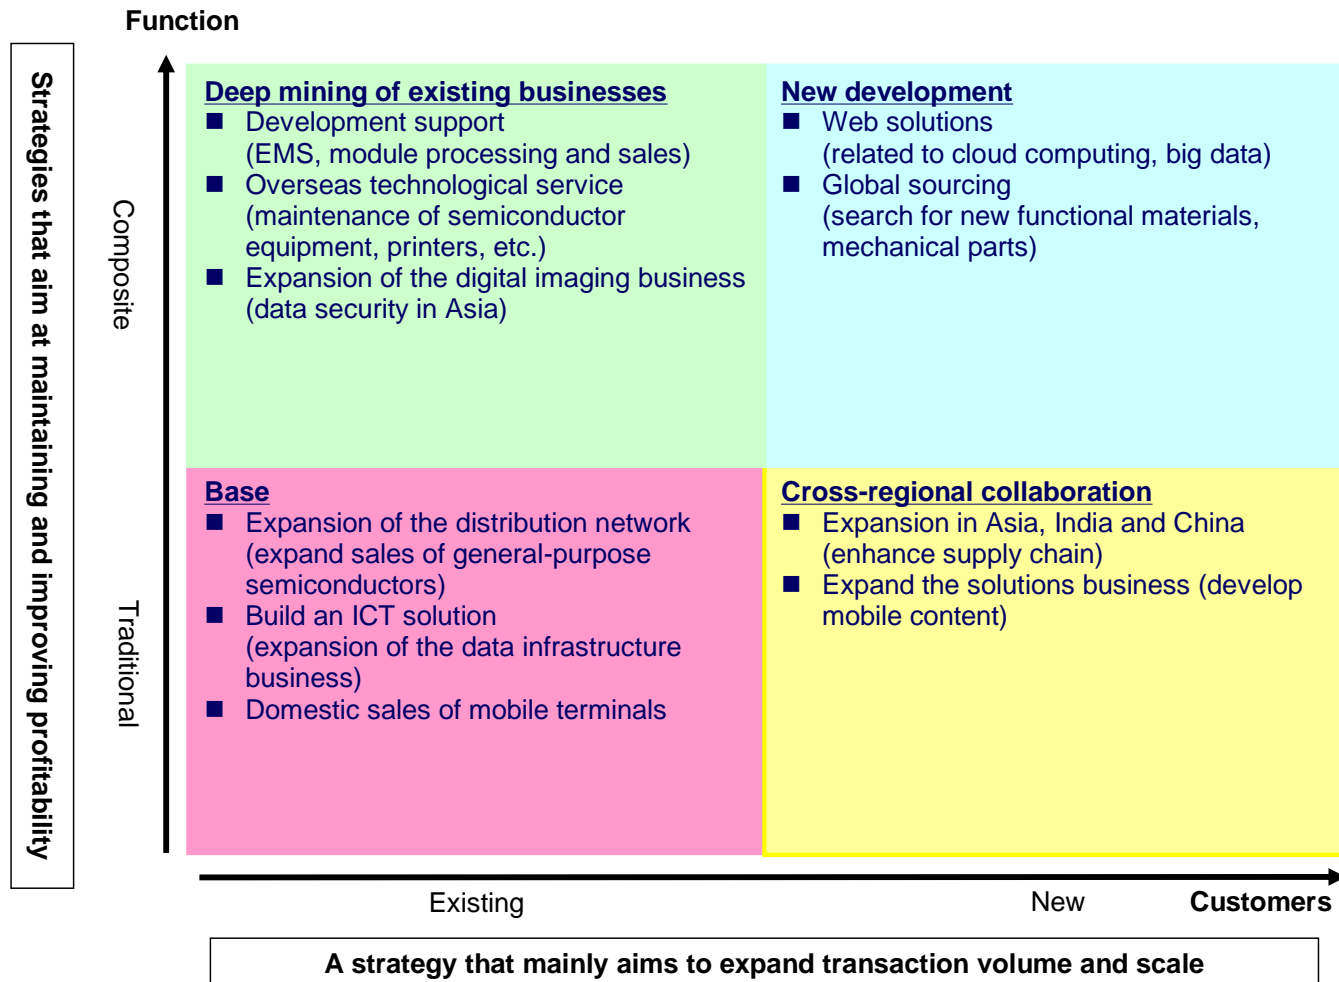 Function
Strategies that aim at maintaining and improving profitability
Composite
Traditional
Deep mining of existing businesses
■ Development support
(EMS, module processing and sales)
■ Overseas technological service
(maintenance of semiconductor
equipment, printers, etc.)
■ Expansion of the digital imaging business
(data security in Asia)
New development
■ Web solutions
(related to cloud computing, big data)
■ Global sourcing
(search for new functional materials,
mechanical parts)
Base
■ Expansion of the distribution network
(expand sales of general-purpose
semiconductors)
■ Build an ICT solution
(expansion of the data infrastructure
business)
■ Domestic sales of mobile terminals
Cross-regional collaboration
■ Expansion in Asia, India and China
(enhance supply chain)
■ Expand the solutions business (develop
mobile content)
Existing
New
Customers
A strategy that mainly aims to expand transaction volume and scale